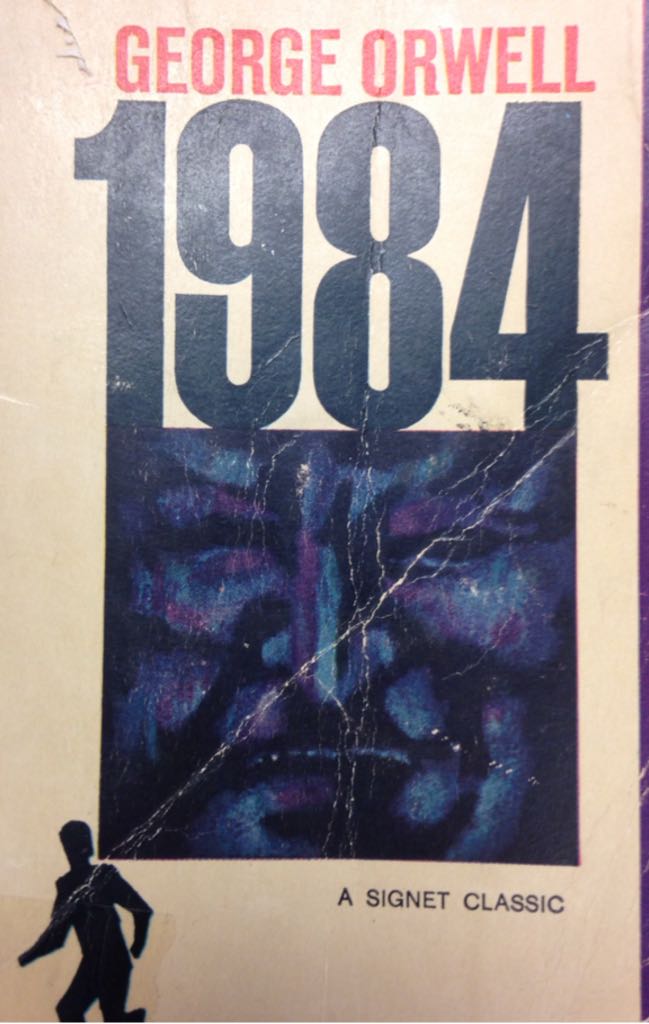 GEORGE ORWELL
1984
A SIGNET CLASSIC